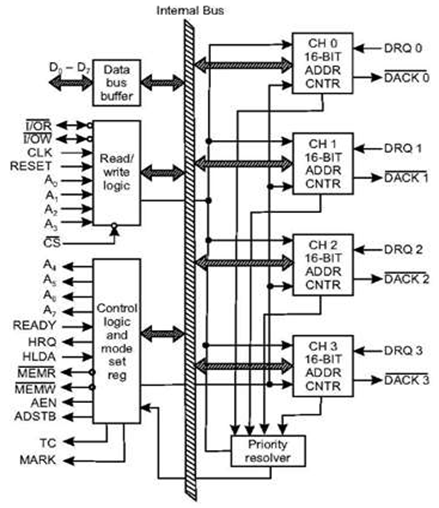 Internal Bus
D0 – D7
Data
bus
buffer
I/OR
I/OW
CLK
RESET
A0
A1
A2
A3
CS
Read/
write
logic
A4
A5
A6
A7
READY
HRQ
HLDA
MEMR
MEMW
AEN
ADSTB
TC
MARK
Control
logic
and
mode
set
reg
CH 0
16-BIT
ADDR
CNTR
DRQ 0
DACK 0
CH 1
16-BIT
ADDR
CNTR
DRQ 1
DACK 1
CH 2
16-BIT
ADDR
CNTR
DRQ 2
DACK 2
CH 3
16-BIT
ADDR
CNTR
DRQ 3
DACK 3
Priority
resolver